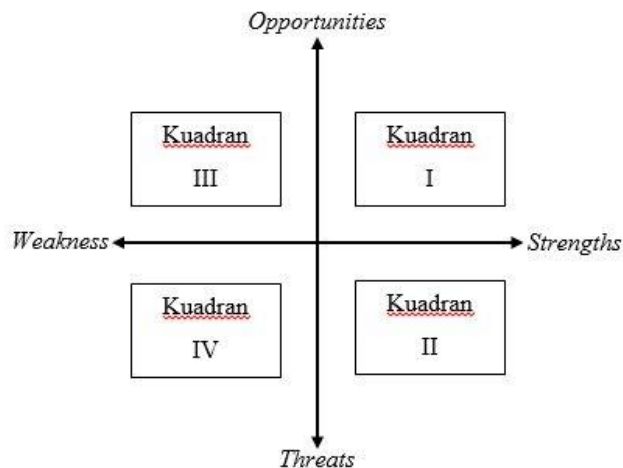 Opportunities
Kuadran
III
Kuadran
I
Weakness
Strengths
Kuadran
IV
Kuadran
II
Threats